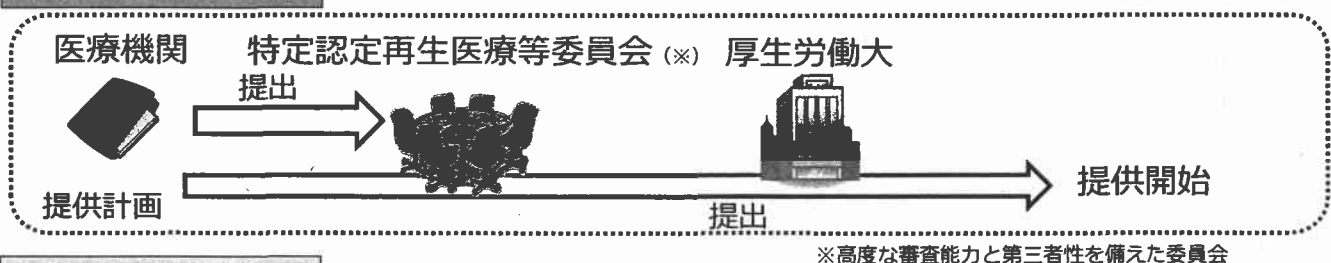 医療機関
特定認定再生医療等委員会(※)
厚生労働大
提出
提供計画
提出
提供開始
※高度な審査能力と第三者性を備えた委員会